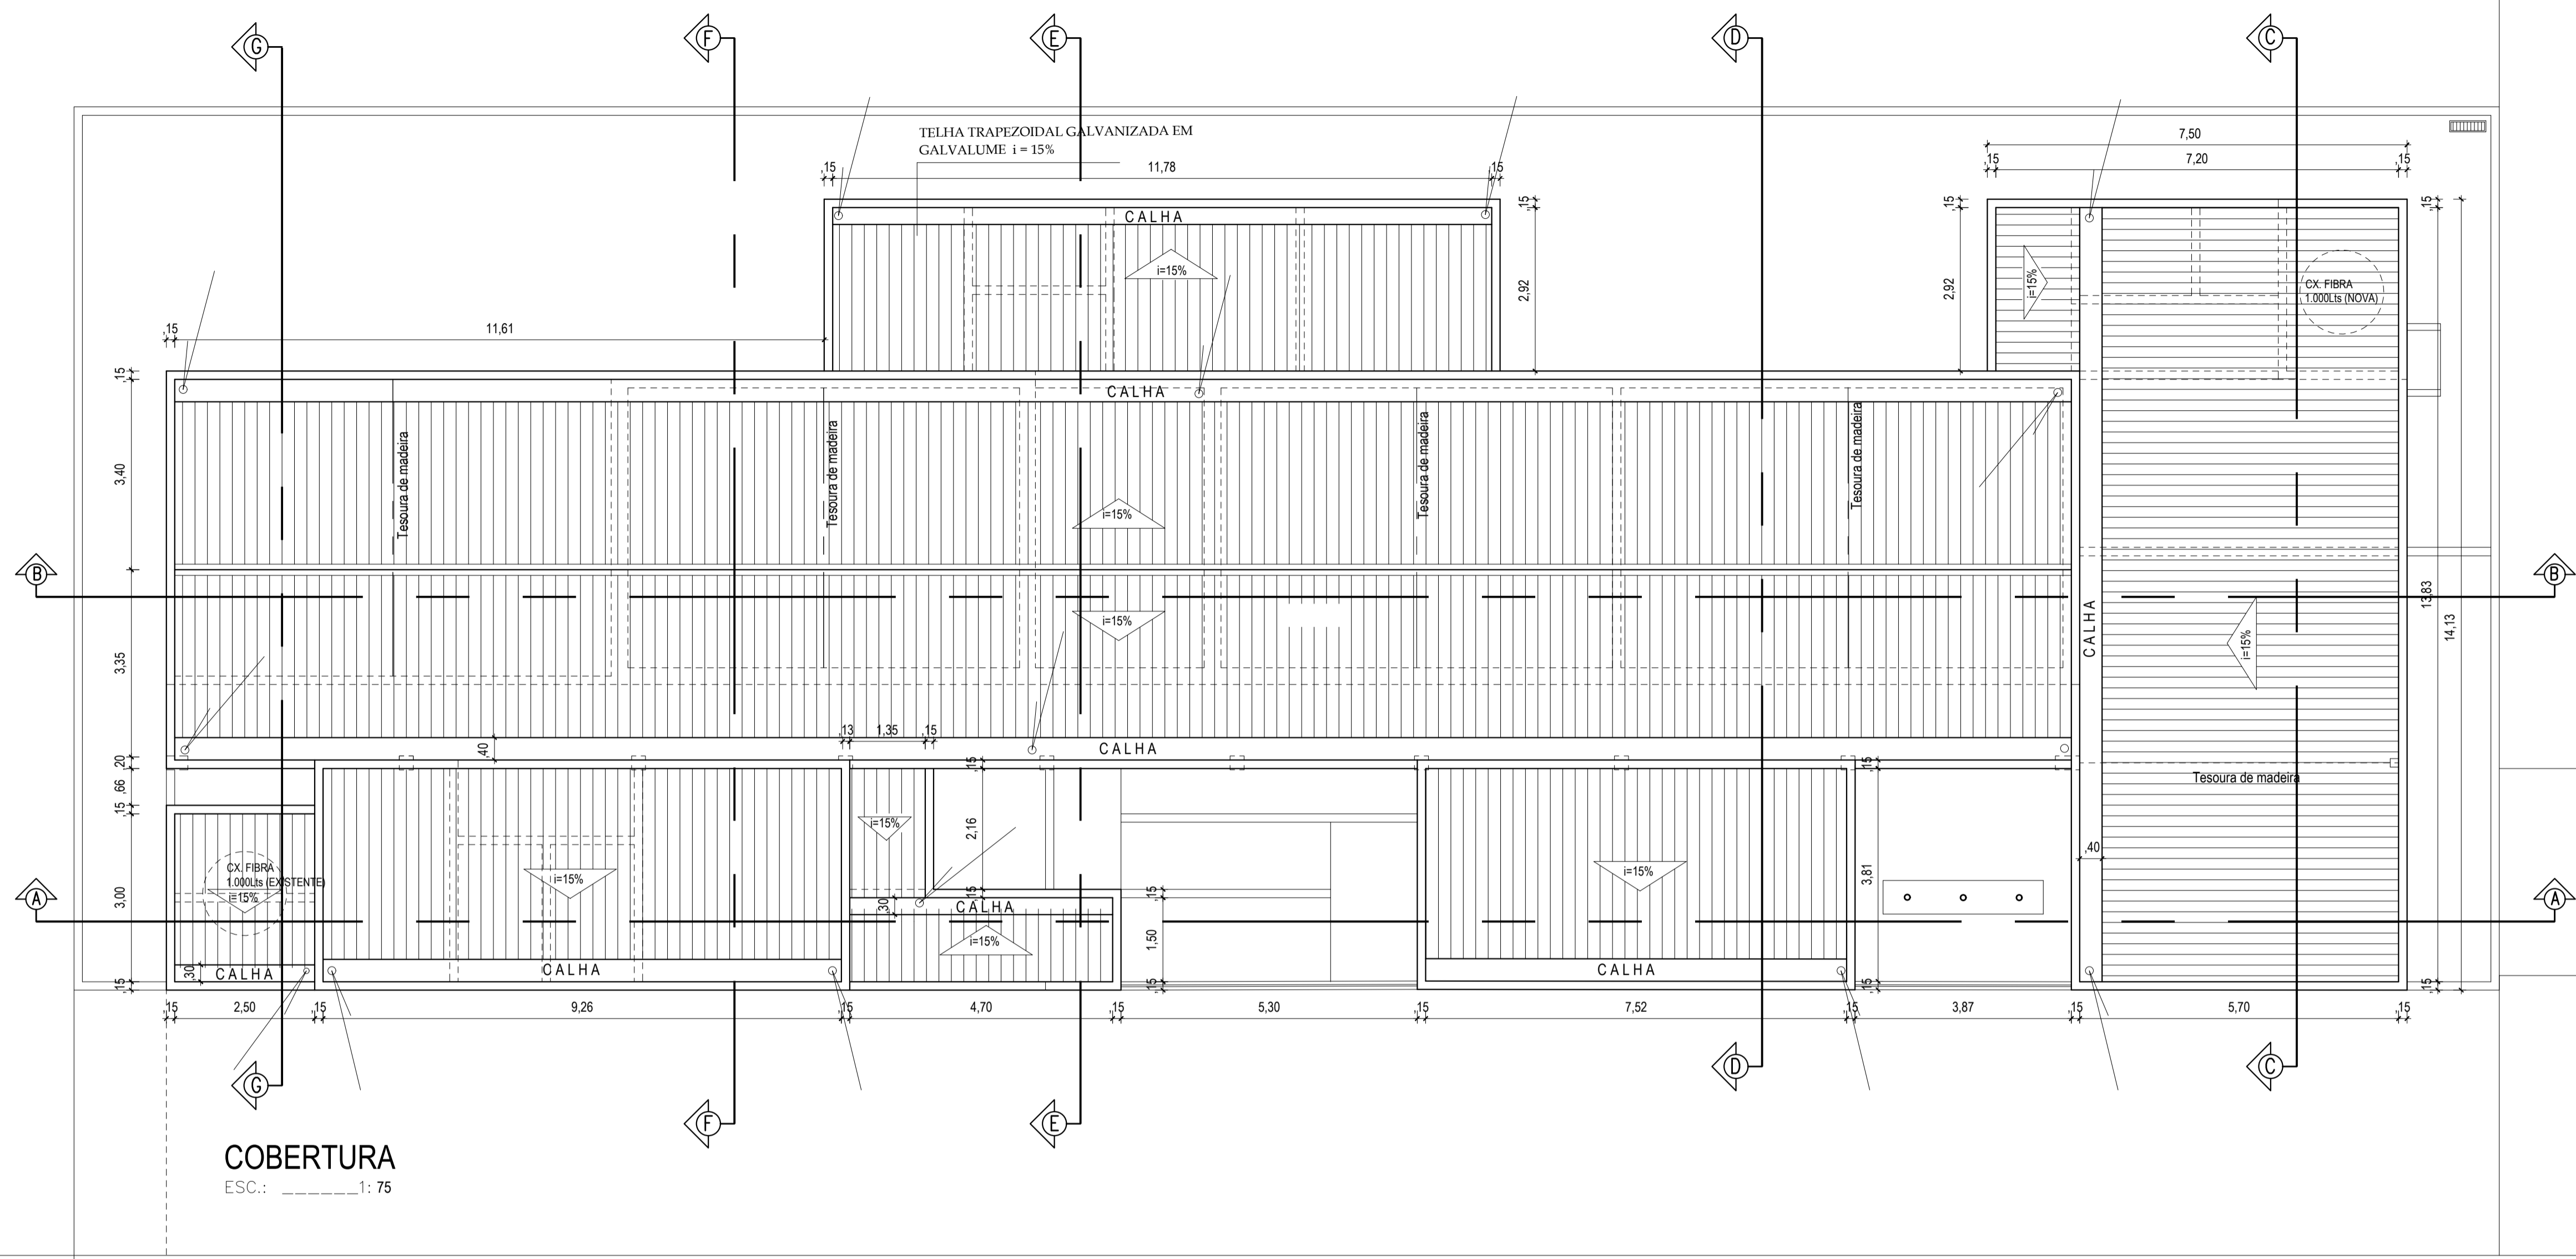 G
F
E
D
C
TELHA TRAPEZOIDAL GALVANIZADA EM
GALVALUME i = 15%
7,50
,15
7,20
,15
,15
11,78
,15
,15
,15
,15
CALHA
i=15%
2,92
2,92
i=15%
CX. FIBRA
1.000Lts (NOVA)
,15
11,61
,15
CALHA
3,40
Tesoura de madeira
Tesoura de madeira
Tesoura de madeira
Tesoura de madeira
i=15%
B
B
i=15%
CALHA
i=15%
13,83
14,13
3,35
,13
1,35
,15
,40
CALHA
,20
,15
,15
Tesoura de madeira
,66
,15
i=15%
2,16
,40
CX. FIBRA
1.000Lts (EXISTENTE)
i=15%
i=15%
i=15%
3,81
A
A
3,00
,15
,15
,30
CALHA
i=15%
1,50
,30
CALHA
CALHA
CALHA
,15
,15
,15
,15
,15
2,50
,15
9,26
,15
4,70
,15
5,30
,15
7,52
,15
3,87
,15
5,70
,15
G
F
E
D
C
COBERTURA
ESC.: ______1: 75